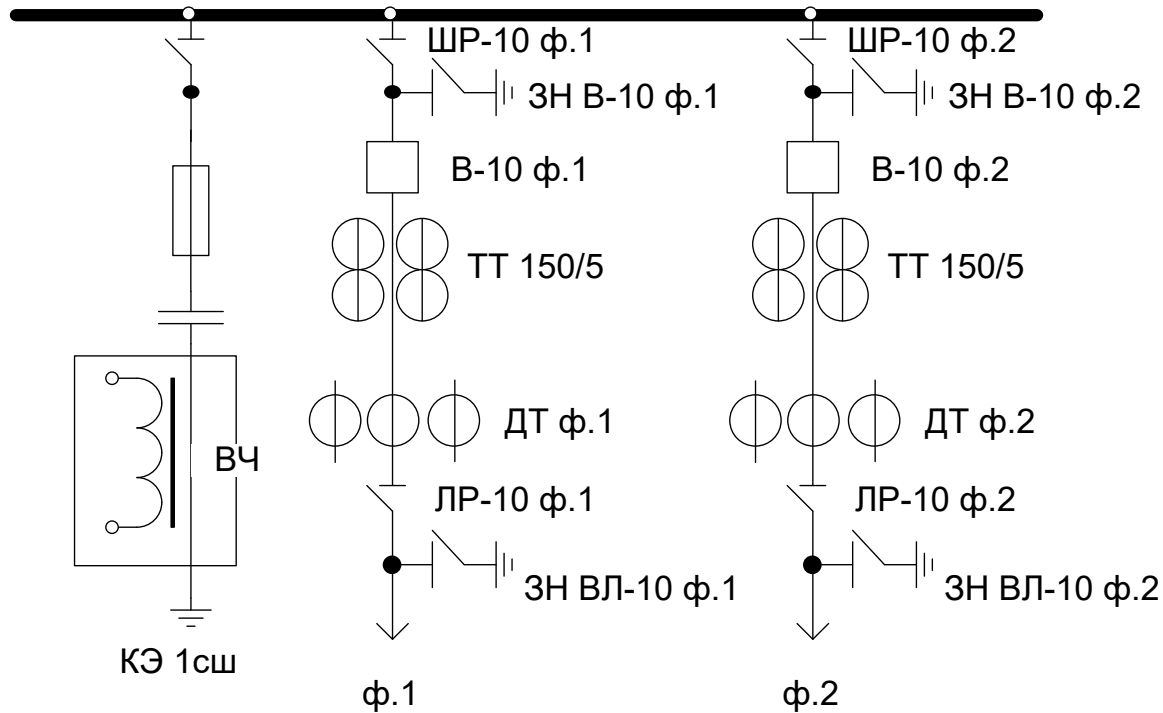 ШР-10 ф.1
ШР-10 ф.2
ЗН В-10 ф.1
ЗН В-10 ф.2
В-10 ф.1
В-10 ф.2
ТТ 150/5
ТТ 150/5
ДТ ф.1
ДТ ф.2
ВЧ
ЛР-10 ф.1
ЛР-10 ф.2
ЗН ВЛ-10 ф.1
ЗН ВЛ-10 ф.2
КЭ 1сш
ф.1
ф.2